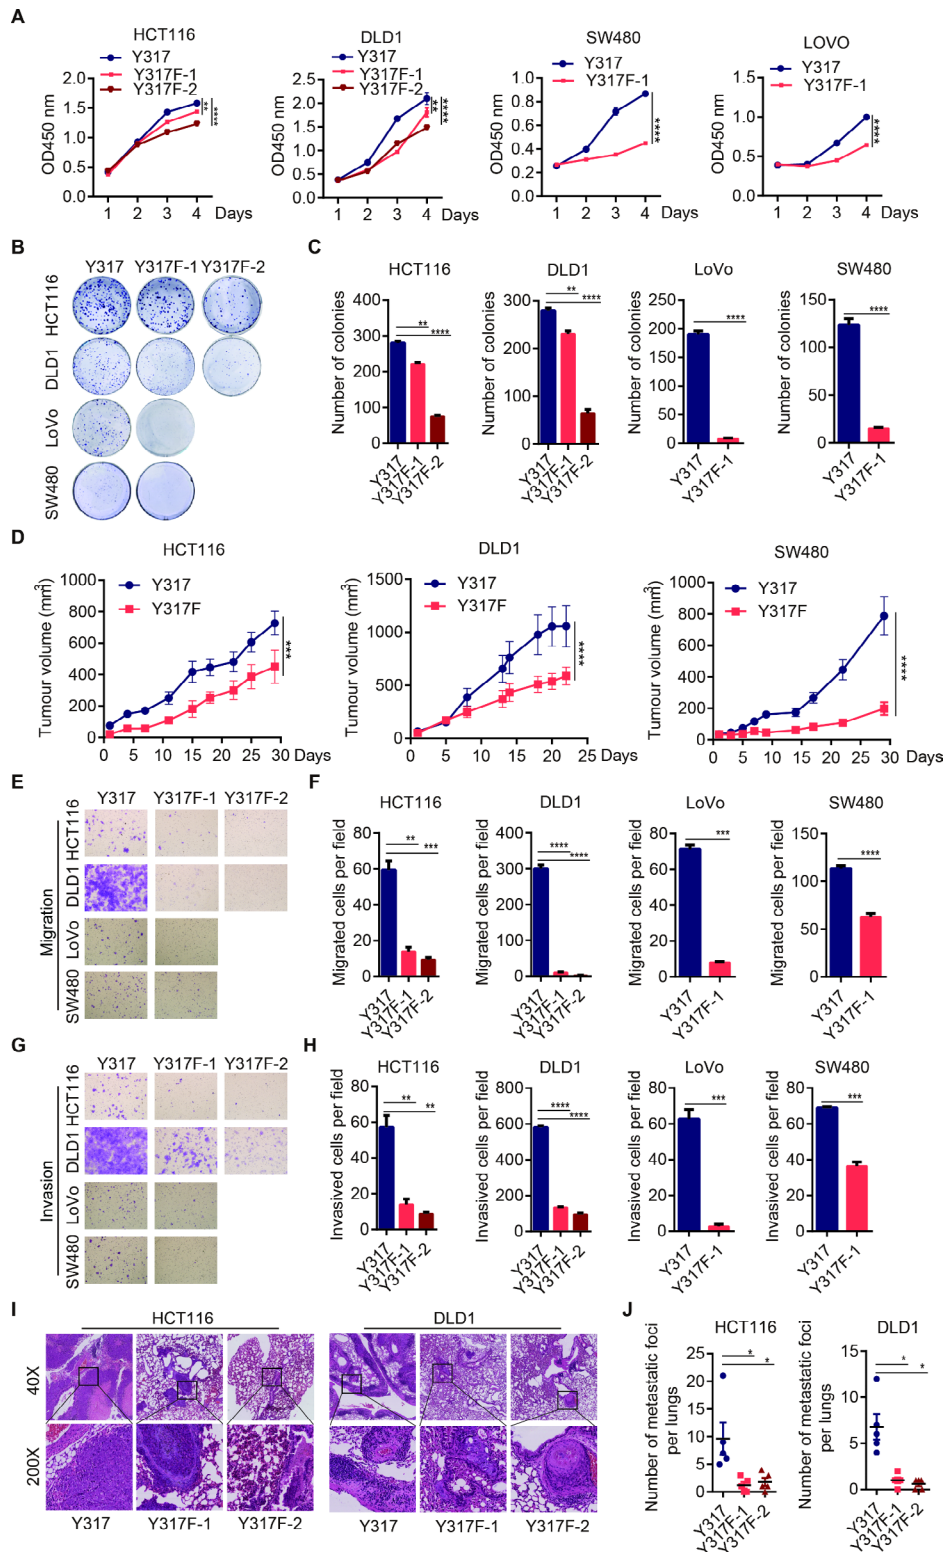 A
HCT116
Y317
Y317F-1
Y317F-2
OD450 nm
2.0
1.5
1.0
0.5
0.0
**
****
1 2 3 4 Days
DLD1
Y317
Y317F-1
Y317F-2
OD450 nm
2.5
2.0
1.5
1.0
0.5
0.0
**
****
1 2 3 4 Days
SW480
Y317
Y317F-1
OD450 nm
1.0
0.8
0.6
0.4
0.2
0.0
****
1 2 3 4 Days
LOVO
Y317
Y317F-1
OD450 nm
1.5
1.0
0.5
0.0
****
1 2 3 4 Days
B
Y317 Y317F-1 Y317F-2
HCT116
DLD1
LoVo
SW480
C
HCT116
Number of colonies
400
300
200
100
0
**
****
Y317
Y317F-1
Y317F-2
DLD1
Number of colonies
300
200
100
0
**
****
Y317
Y317F-1
Y317F-2
LoVo
Number of colonies
250
200
150
100
50
0
****
Y317
Y317F-1
SW480
Number of colonies
150
100
50
0
****
Y317
Y317F-1
D
HCT116
Y317
Y317F
Tumour volume (mm³)
1000
800
600
400
200
0
***
0 5 10 15 20 25 30 Days
DLD1
Y317
Y317F
Tumour volume (mm³)
1500
1000
500
0
****
0 5 10 15 20 25 Days
SW480
Y317
Y317F
Tumour volume (mm³)
1000
800
600
400
200
0
****
0 5 10 15 20 25 30 Days
E
Y317 Y317F-1 Y317F-2
Migration
HCT116
DLD1
LoVo
SW480
F
HCT116
Migrated cells per field
80
60
40
20
0
**
***
Y317
Y317F-1
Y317F-2
DLD1
Migrated cells per field
400
300
200
100
0
****
****
Y317
Y317F-1
Y317F-2
LoVo
Migrated cells per field
80
60
40
20
0
***
Y317
Y317F-1
SW480
Migrated cells per field
150
100
50
0
****
Y317
Y317F-1
G
Y317 Y317F-1 Y317F-2
Invasion
HCT116
DLD1
LoVo
SW480
H
HCT116
Invasived cells per field
60
40
20
0
**
**
Y317
Y317F-1
Y317F-2
DLD1
Invasived cells per field
800
600
400
200
0
****
****
Y317
Y317F-1
Y317F-2
LoVo
Invasived cells per field
80
60
40
20
0
***
Y317
Y317F-1
SW480
Invasived cells per field
80
60
40
20
0
***
Y317
Y317F-1
I
HCT116
DLD1
40X
200X
Y317 Y317F-1 Y317F-2 Y317 Y317F-1 Y317F-2
J
HCT116
Number of metastatic foci
per lungs
25
20
15
10
5
0
*
*
Y317
Y317F-1
Y317F-2
DLD1
Number of metastatic foci
per lungs
15
10
5
0
*
*
Y317
Y317F-1
Y317F-2